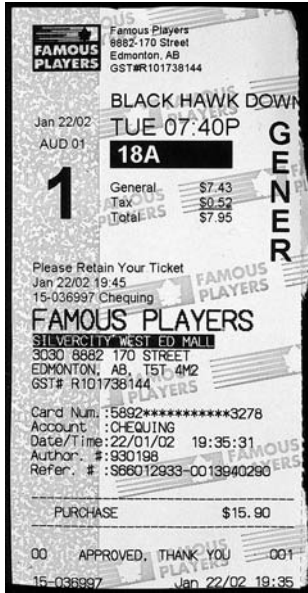 FAMOUS
PLAYERS
Famous Players
8882-170 Street
Edmonton, AB
GST#R101738144
BLACK HAWK DOWN
Jan 22/02
TUE 07:40P
AUD 01
18A
1
GENER
General $7.43
Tax $0.52
Total $7.95
Please Retain Your Ticket
Jan 22/02 19:45
15-036997 Chequing
FAMOUS PLAYERS
SILVERCITY WEST ED MALL
3030 8882 170 STREET
EDMONTON, AB, T5T 4M2
GST# R101738144
Card Num.:5892***********3278
Account :CHEQUING
Date/Time:22/01/02 19:35:31
Author. #:930198
Refer. # :S66012933-0013940290
PURCHASE $15.90
00 APPROVED, THANK YOU 001
15-036997 Jan 22/02 19:35